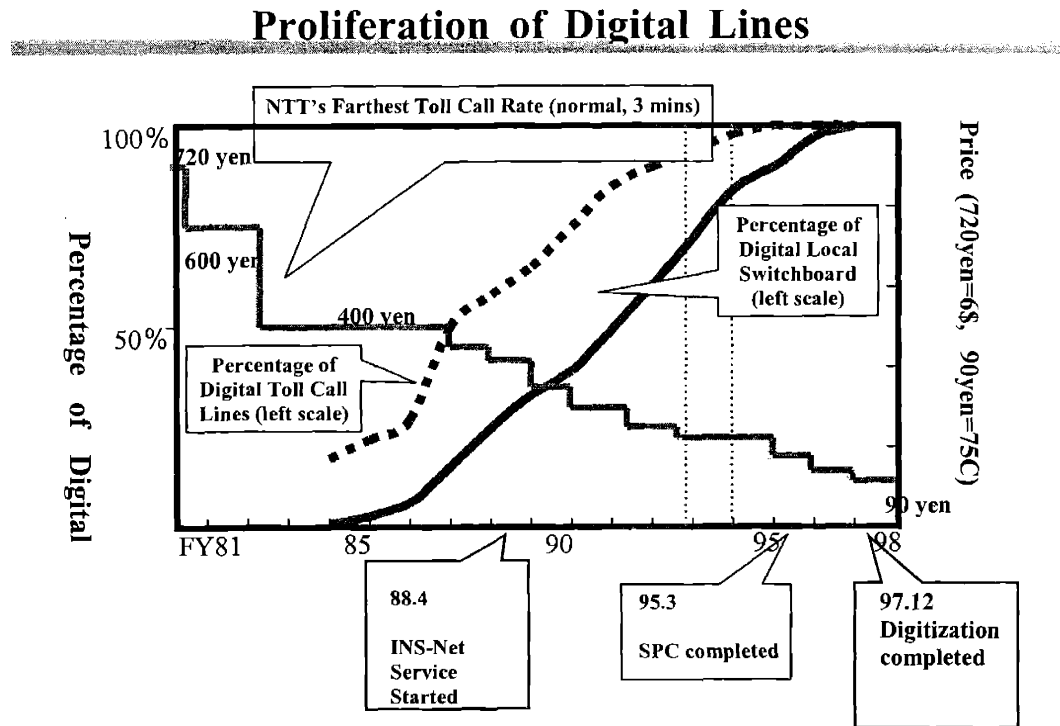 Proliferation of Digital Lines
NTT's Farthest Toll Call Rate (normal, 3 mins)
100%
720 yen
600 yen
400 yen
50%
Percentage of Digital
Price (720yen=6$, 90yen=75C)
Percentage of
Digital Local
Switchboard
(left scale)
Percentage of
Digital Toll Call
Lines (left scale)
90 yen
FY81 85 90 95 98
88.4
INS-Net
Service
Started
95.3
SPC completed
97.12
Digitization
completed